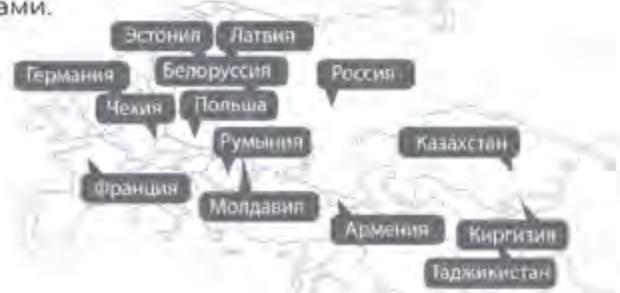 ами.
Эстония Латвия
Германия Белоруссия Россия
Чехия Польша
Румыния Казахстан
Франция
Молдавия
Армения Киргизия
Таджикистан